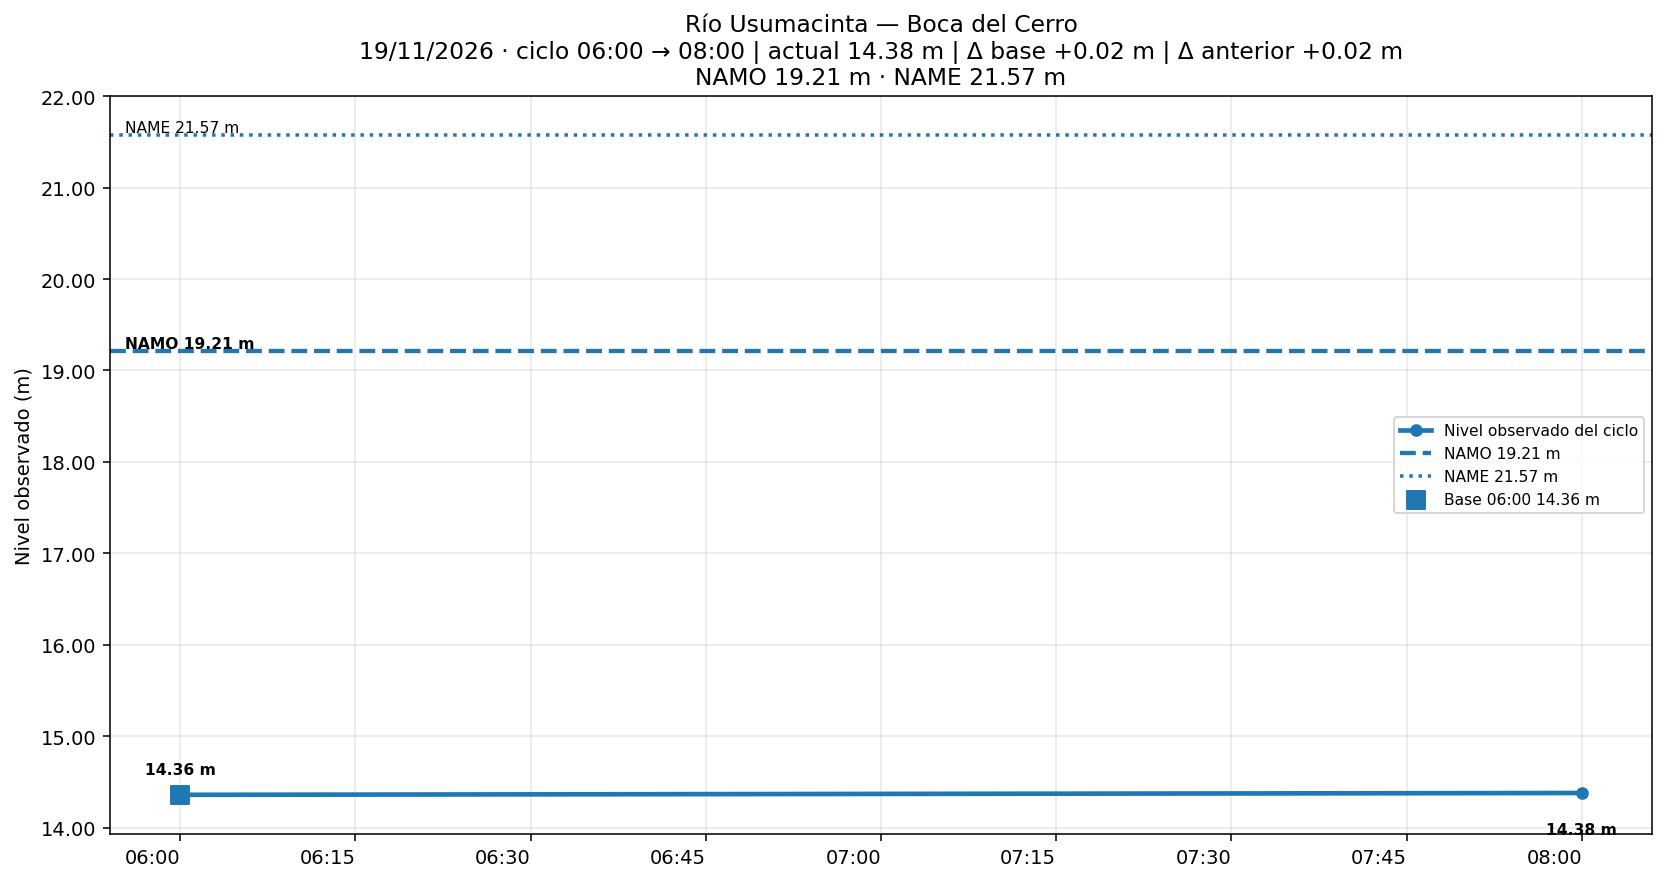 Río Usumacinta — Boca del Cerro
19/11/2026 · ciclo 06:00 → 08:00 | actual 14.38 m | Δ base +0.02 m | Δ anterior +0.02 m
NAMO 19.21 m · NAME 21.57 m
Nivel observado (m)
22.00
21.00
20.00
19.00
18.00
17.00
16.00
15.00
14.00
NAME 21.57 m
NAMO 19.21 m
Nivel observado del ciclo
NAMO 19.21 m
NAME 21.57 m
Base 06:00 14.36 m
14.36 m
14.38 m
06:00 06:15 06:30 06:45 07:00 07:15 07:30 07:45 08:00